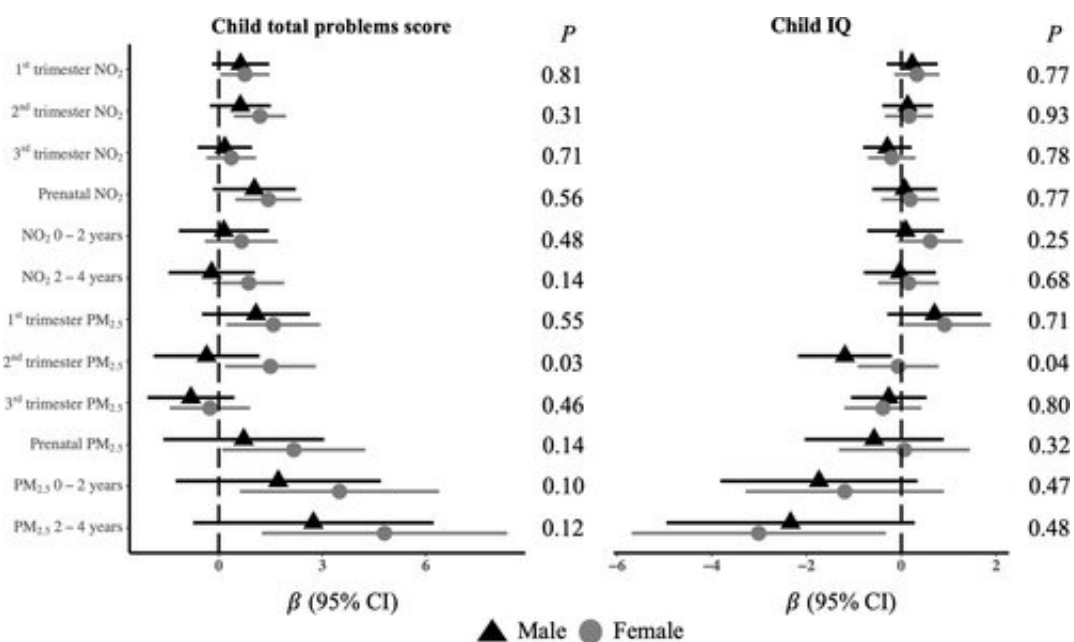 Child total problems score P Child IQ P
1st trimester NO2 0.81 0.77
2nd trimester NO2 0.31 0.93
3rd trimester NO2 0.71 0.78
Prenatal NO2 0.56 0.77
NO2 0 – 2 years 0.48 0.25
NO2 2 – 4 years 0.14 0.68
1st trimester PM2.5 0.55 0.71
2nd trimester PM2.5 0.03 0.04
3rd trimester PM2.5 0.46 0.80
Prenatal PM2.5 0.14 0.32
PM2.5 0 – 2 years 0.10 0.47
PM2.5 2 – 4 years 0.12 0.48
0 3 6 −6 −4 −2 0 2
β (95% CI) β (95% CI)
Male Female